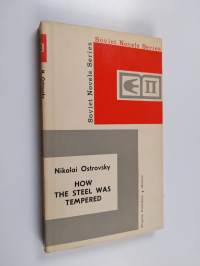 Soviet Novels Series
Soviet Novels Series
Nikolai Ostrovsky
HOW
THE STEEL WAS
TEMPERED